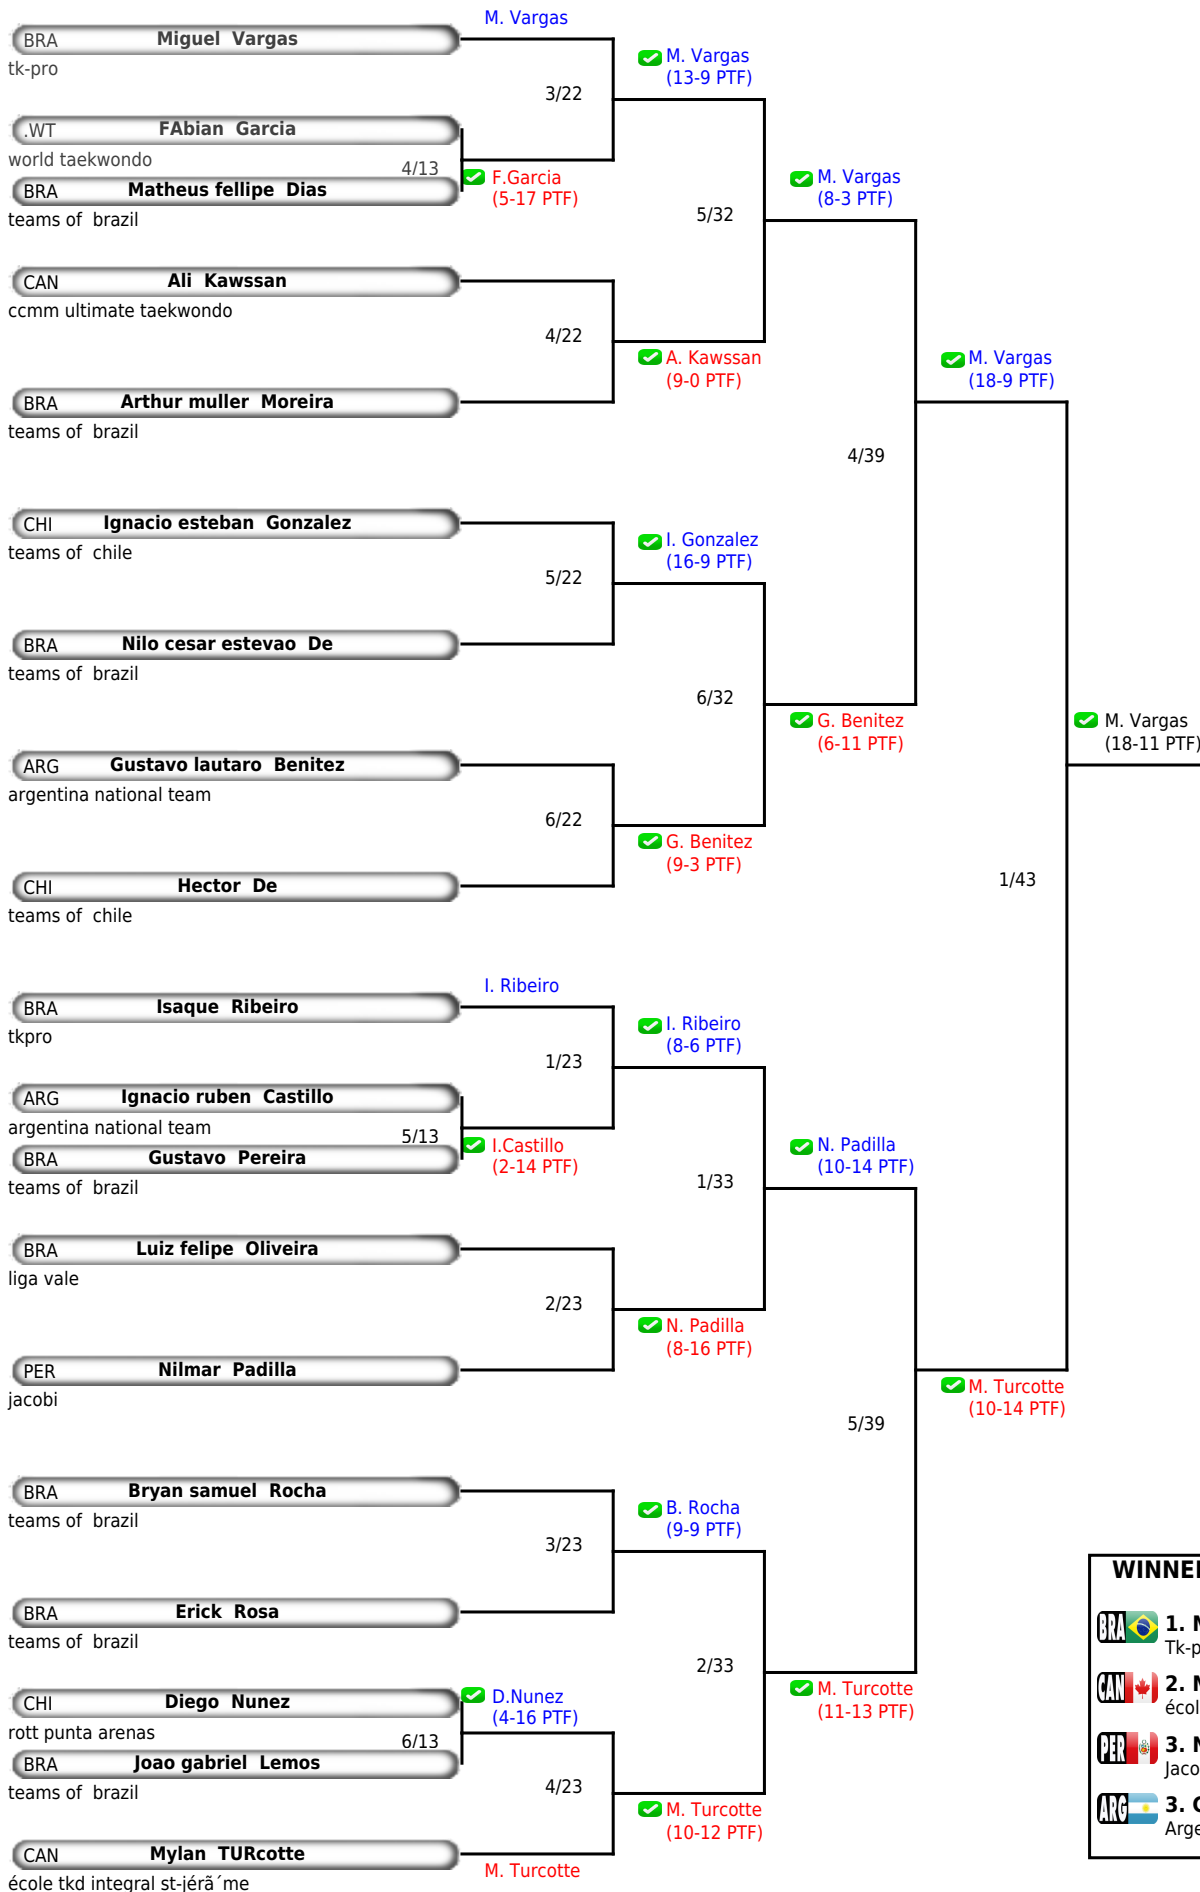 M. Vargas
BRA Miguel  Vargas
tk-pro
3/22
M. Vargas
(13-9 PTF)
.WT FAbian  Garcia
world taekwondo
4/13
F.Garcia
(5-17 PTF)
BRA Matheus fellipe  Dias
teams of  brazil
5/32
M. Vargas
(8-3 PTF)
CAN Ali  Kawssan
ccmm ultimate taekwondo
4/22
A. Kawssan
(9-0 PTF)
BRA Arthur muller  Moreira
teams of  brazil
4/39
M. Vargas
(18-9 PTF)
CHI Ignacio esteban  Gonzalez
teams of  chile
5/22
I. Gonzalez
(16-9 PTF)
BRA Nilo cesar estevao  De
teams of  brazil
6/32
G. Benitez
(6-11 PTF)
ARG Gustavo lautaro  Benitez
argentina national team
6/22
G. Benitez
(9-3 PTF)
CHI Hector  De
teams of  chile
1/43
M. Vargas
(18-11 PTF)
I. Ribeiro
BRA Isaque  Ribeiro
tkpro
1/23
I. Ribeiro
(8-6 PTF)
ARG Ignacio ruben  Castillo
argentina national team
5/13
I.Castillo
(2-14 PTF)
BRA Gustavo  Pereira
teams of  brazil
1/33
N. Padilla
(10-14 PTF)
BRA Luiz felipe  Oliveira
liga vale
2/23
N. Padilla
(8-16 PTF)
PER Nilmar  Padilla
jacobi
5/39
M. Turcotte
(10-14 PTF)
BRA Bryan samuel  Rocha
teams of  brazil
3/23
B. Rocha
(9-9 PTF)
BRA Erick  Rosa
teams of  brazil
2/33
M. Turcotte
(11-13 PTF)
CHI Diego  Nunez
rott punta arenas
6/13
D.Nunez
(4-16 PTF)
BRA Joao gabriel  Lemos
teams of  brazil
4/23
M. Turcotte
(10-12 PTF)
CAN Mylan  TURcotte
école tkd integral st-jérã´me
M. Turcotte
BRA 1.
CAN 2.
PER 3.
ARG 3.